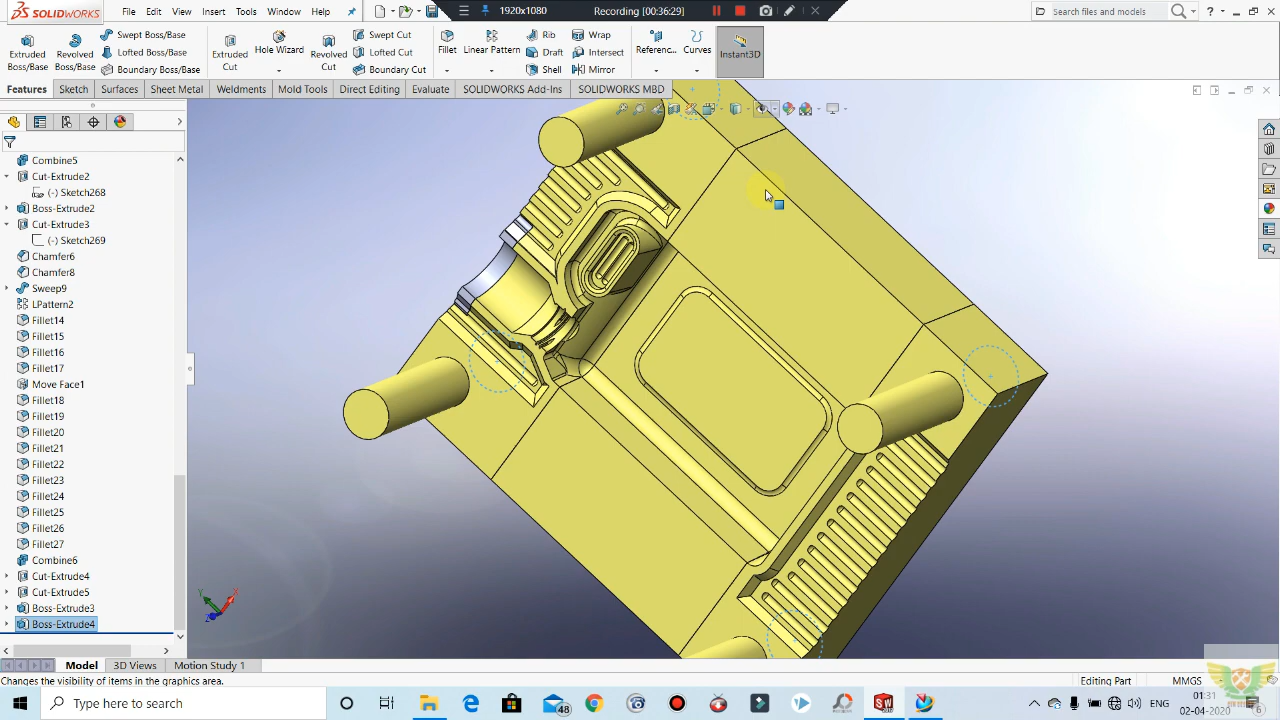 SOLIDWORKS
File Edit View Insert Tools Window Help
1920x1080
Recording [00:36:29]
Search files and models
Extruded Boss/Base
Revolved Boss/Base
Swept Boss/Base
Lofted Boss/Base
Boundary Boss/Base
Extruded Cut
Hole Wizard
Revolved Cut
Swept Cut
Lofted Cut
Boundary Cut
Fillet
Linear Pattern
Rib
Draft
Shell
Wrap
Intersect
Mirror
Referenc...
Curves
Instant3D
Features Sketch Surfaces Sheet Metal Weldments Mold Tools Direct Editing Evaluate SOLIDWORKS Add-Ins SOLIDWORKS MBD
Combine5
Cut-Extrude2
(-) Sketch268
Boss-Extrude2
Cut-Extrude3
(-) Sketch269
Chamfer6
Chamfer8
Sweep9
LPattern2
Fillet14
Fillet15
Fillet16
Fillet17
Move Face1
Fillet18
Fillet19
Fillet20
Fillet21
Fillet22
Fillet23
Fillet24
Fillet25
Fillet26
Fillet27
Combine6
Cut-Extrude4
Cut-Extrude5
Boss-Extrude3
Boss-Extrude4
Model 3D Views Motion Study 1
Changes the visibility of items in the graphics area.
Editing Part
MMGS
Type here to search
48
ENG
01:31
02-04-2020